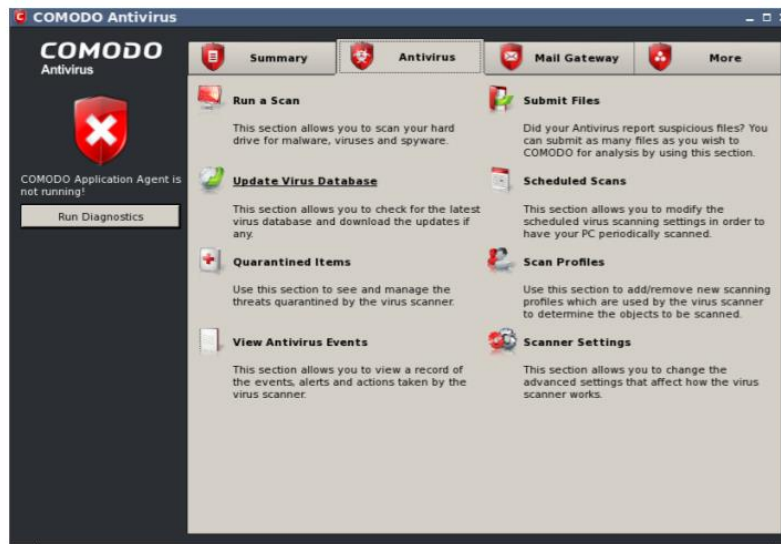 COMODO Antivirus
COMODO
Antivirus
COMODO Application Agent is
not running!
Run Diagnostics
Summary
Antivirus
Mail Gateway
More
Run a Scan
This section allows you to scan your hard
drive for malware, viruses and spyware.
Update Virus Database
This section allows you to check for the latest
virus database and download the updates if
any.
Quarantined Items
Use this section to see and manage the
threats quarantined by the virus scanner.
View Antivirus Events
This section allows you to view a record of
the events, alerts and actions taken by the
virus scanner.
Submit Files
Did your Antivirus report suspicious files? You
can submit as many files as you wish to
COMODO for analysis by using this section.
Scheduled Scans
This section allows you to modify the
scheduled virus scanning settings in order to
have your PC periodically scanned.
Scan Profiles
Use this section to add/remove new scanning
profiles which are used by the virus scanner
to determine the objects to be scanned.
Scanner Settings
This section allows you to change the
advanced settings that affect how the virus
scanner works.